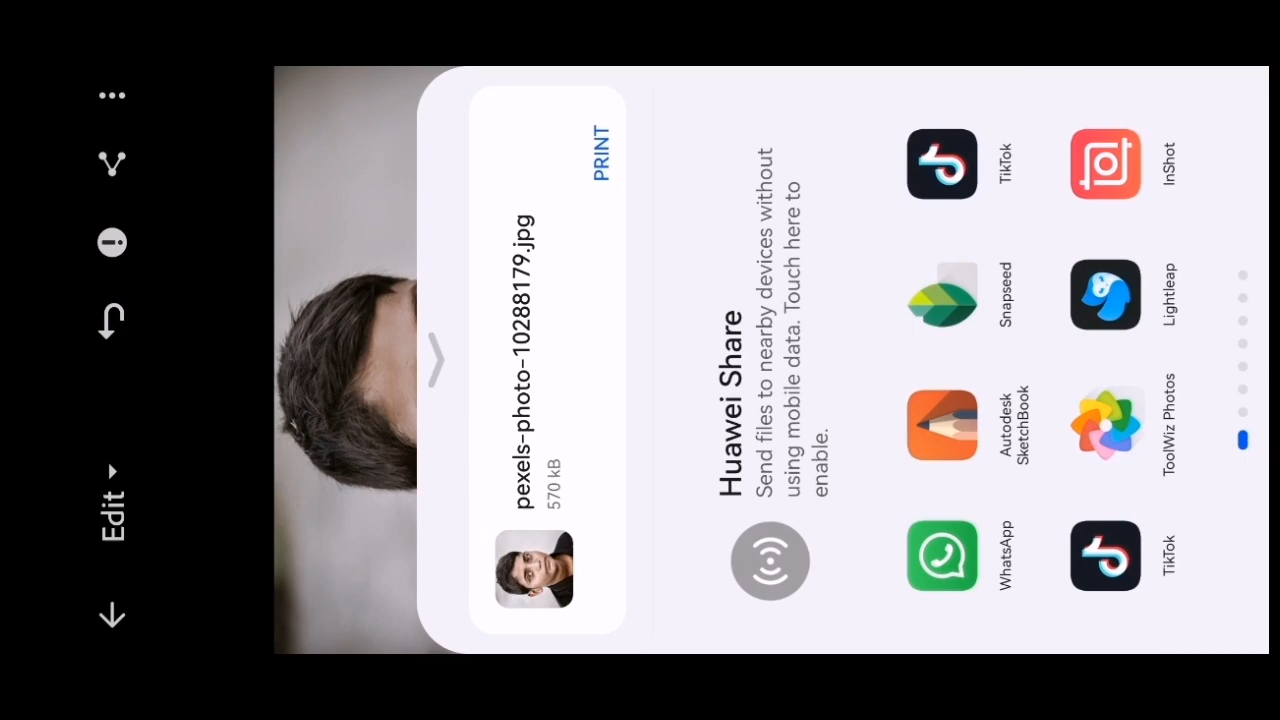 Edit
pexels-photo-10288179.jpg
570 kB
PRINT
Huawei Share
Send files to nearby devices without
using mobile data. Touch here to
enable.
WhatsApp
Autodesk
SketchBook
Snapseed
TikTok
TikTok
ToolWiz Photos
Lightleap
InShot